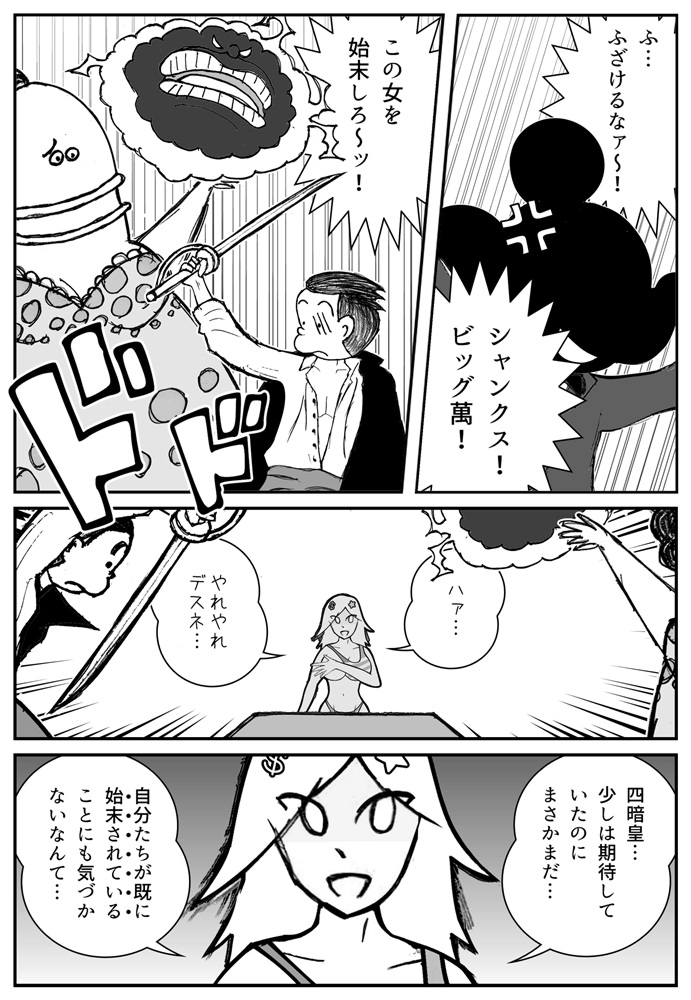 ふ…
ふざけるなァ〜！
シャンクス！
ビッグ萬！
この女を
始末しろ〜ッ！
ドドド
ハァ…
やれやれ
デスネ…
四暗皇…
少しは期待して
いたのに
まさかまだ…
自分たちが既に
始末されている
ことにも気づか
ないなんて…